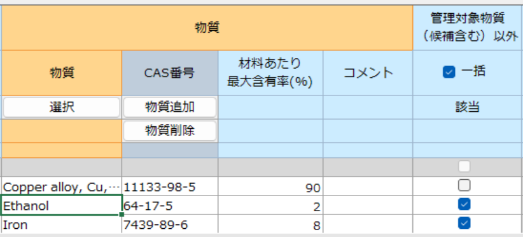 物質
管理対象物質
（候補含む）以外
物質
CAS番号
材料あたり
最大含有率(%)
コメント
一括
選択
物質追加
該当
物質削除
Copper alloy, Cu,… 11133-98-5 90
Ethanol 64-17-5 2
Iron 7439-89-6 8